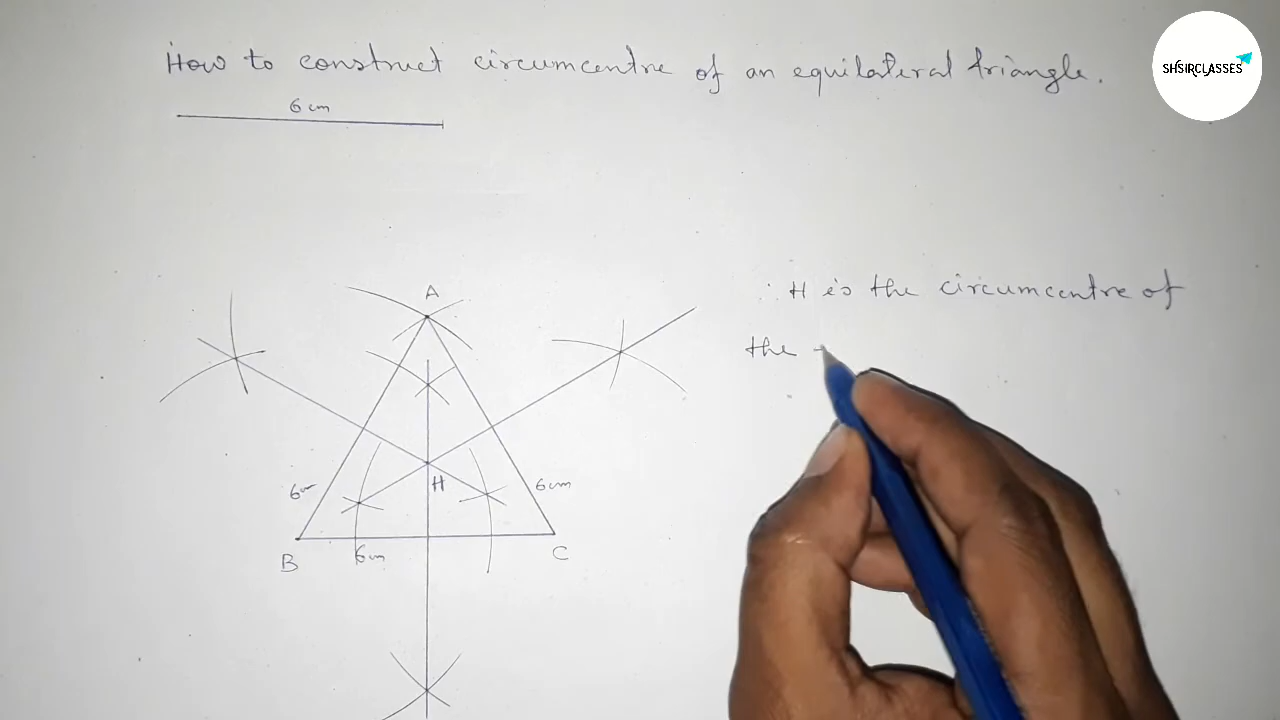 How to construct circumcentre of an equilateral triangle.
SHSIRCLASSES
6 cm
A
∴ H is the circumcentre of
the
H
6cm
6cm
B
6cm
C